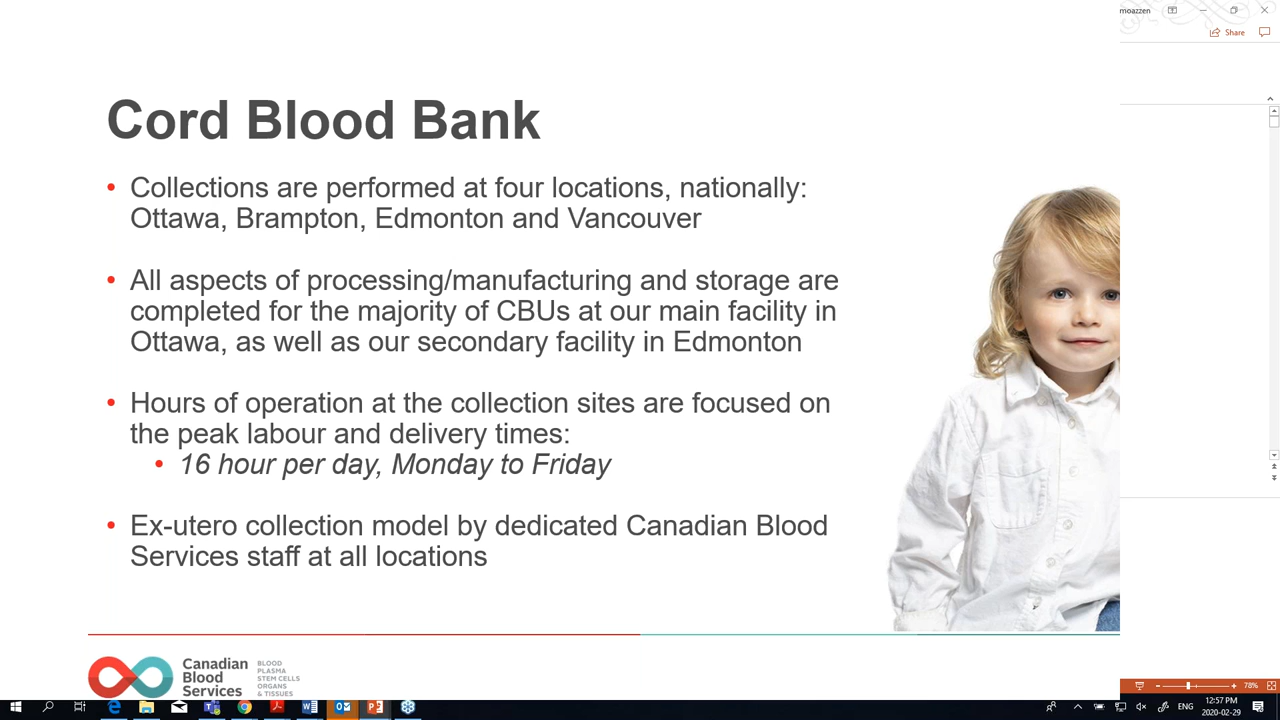 moazzen
Share
Cord Blood Bank
• Collections are performed at four locations, nationally:
Ottawa, Brampton, Edmonton and Vancouver
• All aspects of processing/manufacturing and storage are
completed for the majority of CBUs at our main facility in
Ottawa, as well as our secondary facility in Edmonton
• Hours of operation at the collection sites are focused on
the peak labour and delivery times:
• 16 hour per day, Monday to Friday
• Ex-utero collection model by dedicated Canadian Blood
Services staff at all locations
Canadian
Blood
Services
BLOOD
PLASMA
STEM CELLS
ORGANS
& TISSUES
78%
ENG
12:57 PM
2020-02-29